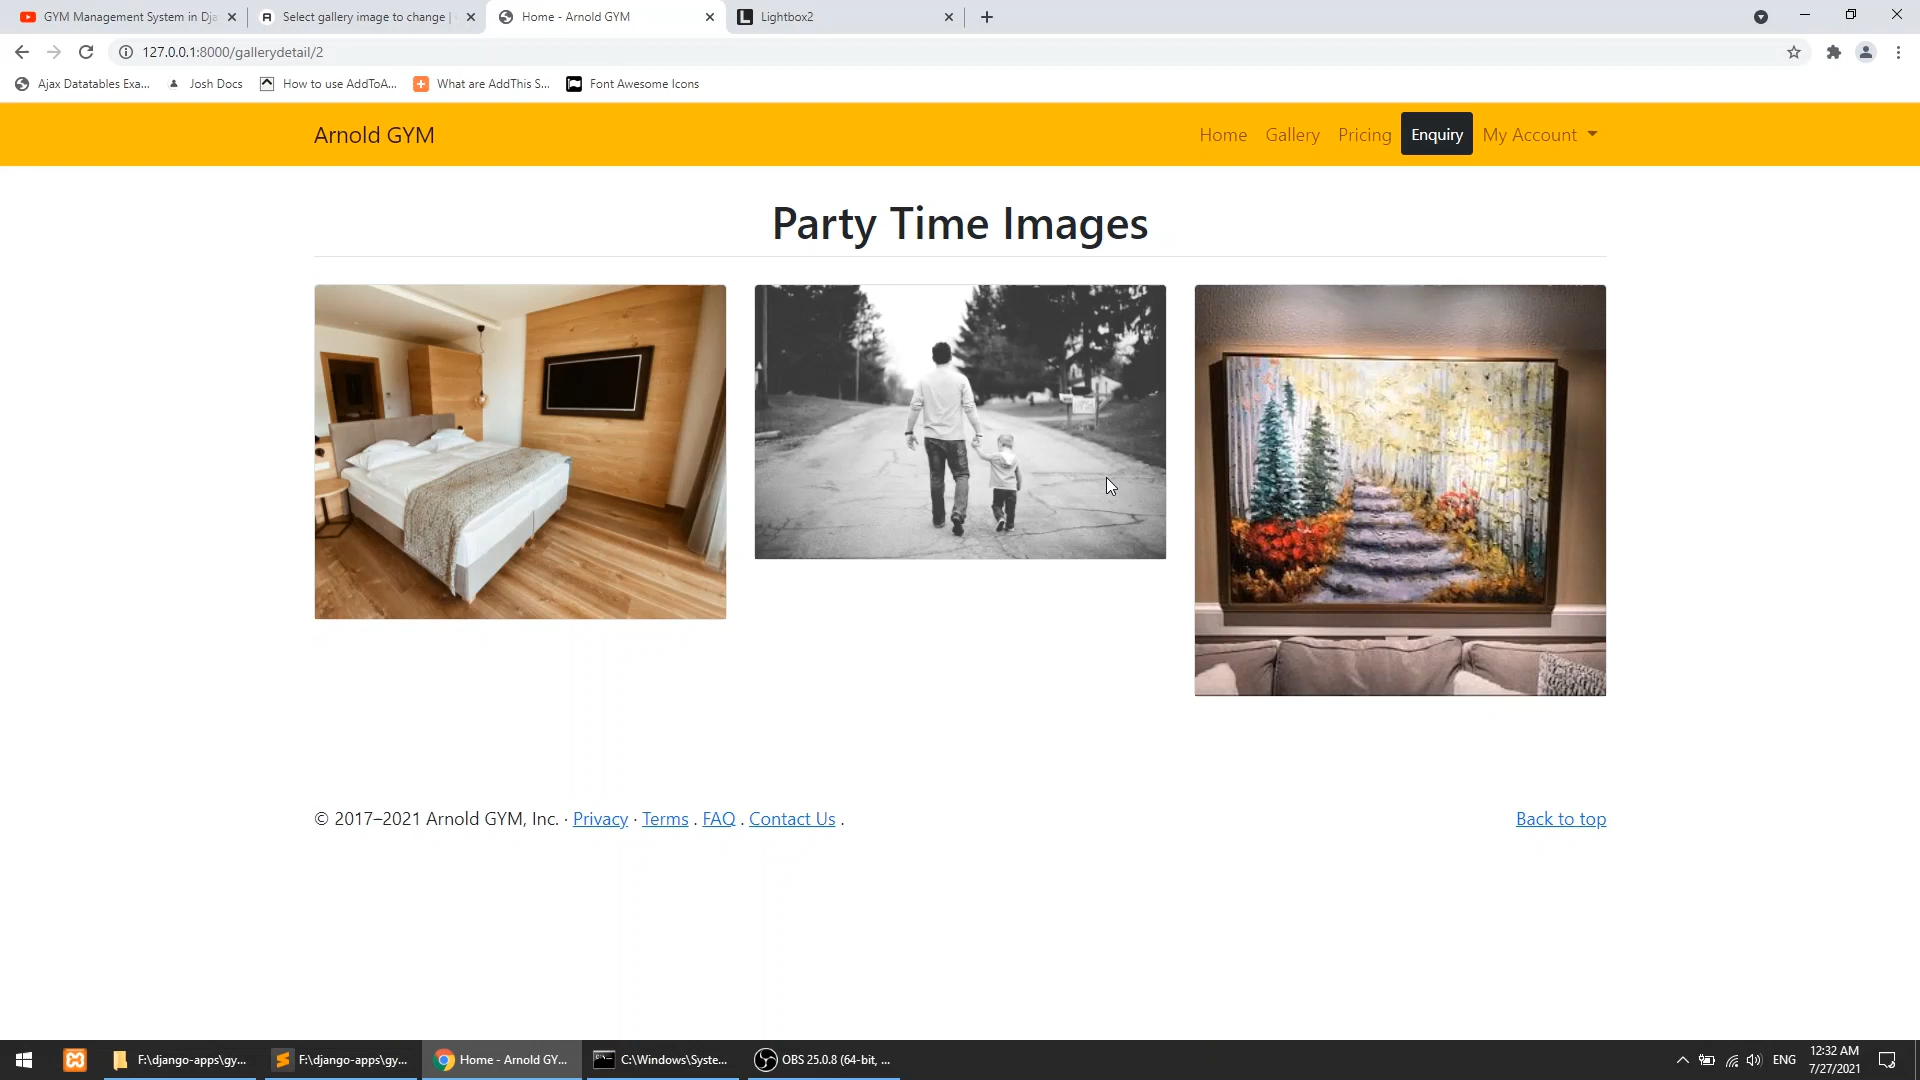 GYM Management System in Dja
Select gallery image to change |
Home - Arnold GYM
Lightbox2
127.0.0.1:8000/gallerydetail/2
Ajax Datatables Exa...
Josh Docs
How to use AddToA...
What are AddThis S...
Font Awesome Icons
Arnold GYM
Home
Gallery
Pricing
Enquiry
My Account
Party Time Images
© 2017–2021 Arnold GYM, Inc. · Privacy · Terms . FAQ . Contact Us .
Back to top
F:\django-apps\gy...
F:\django-apps\gy...
Home - Arnold GY...
C:\Windows\Syste...
OBS 25.0.8 (64-bit, ...
ENG
12:32 AM
7/27/2021